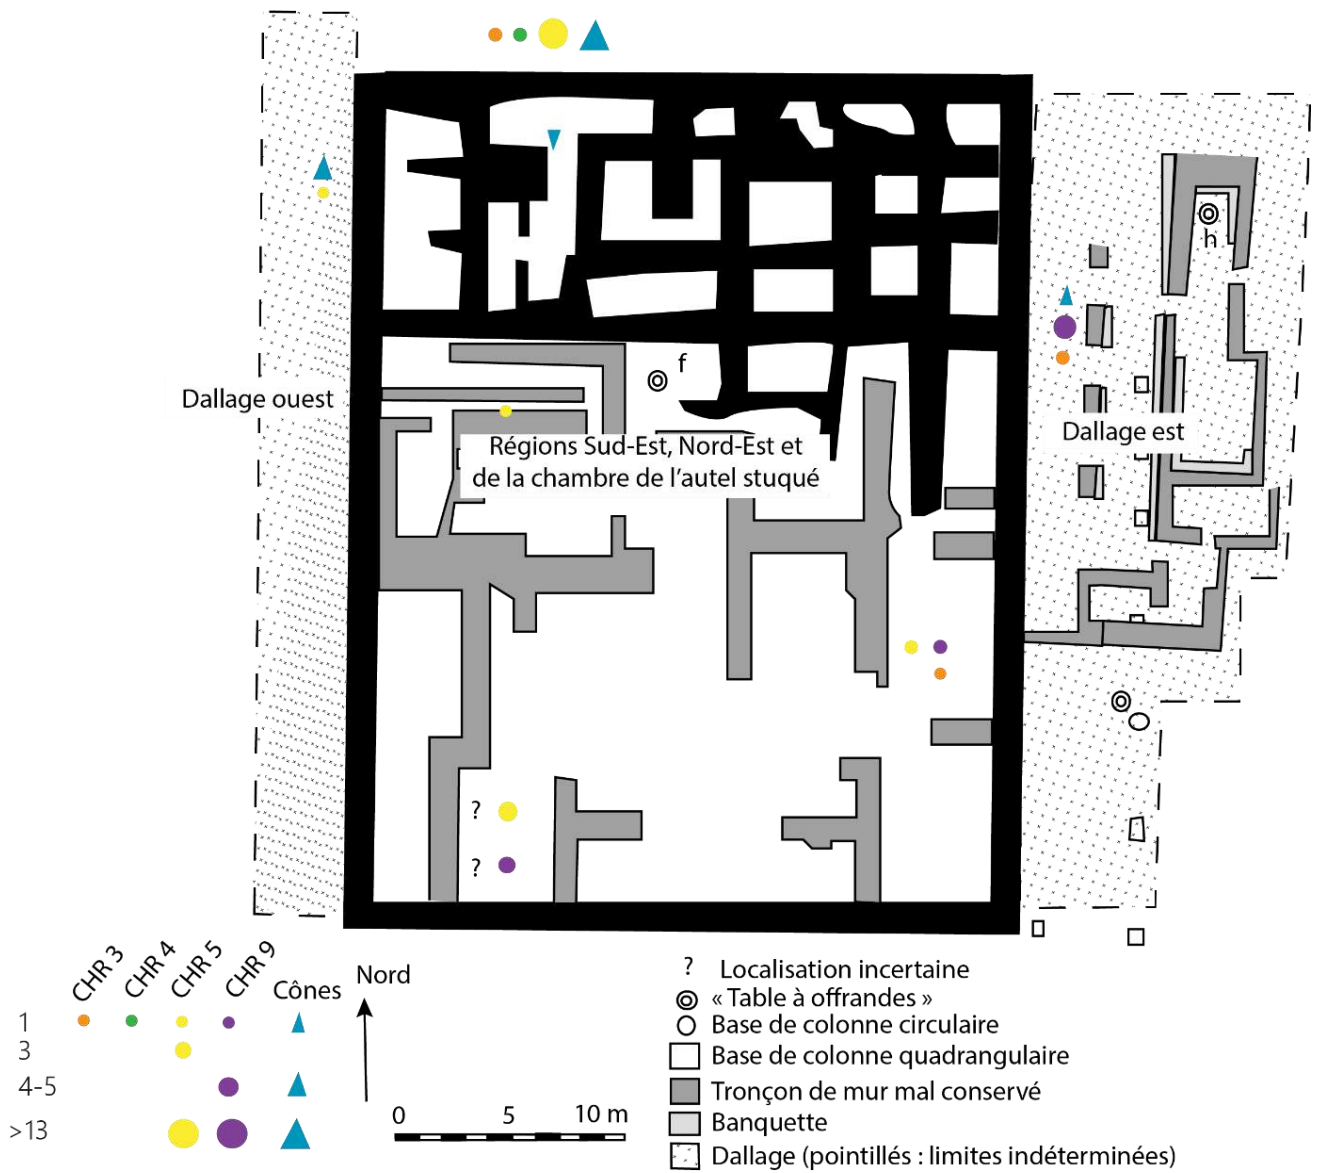 f
h
Dallage ouest
Dallage est
Régions Sud-Est, Nord-Est et
de la chambre de l'autel stuqué
?
?
CHR 3
CHR 4
CHR 5
CHR 9
Cônes
1
3
4-5
>13
Nord
0 5 10 m
? Localisation incertaine
« Table à offrandes »
Base de colonne circulaire
Base de colonne quadrangulaire
Tronçon de mur mal conservé
Banquette
Dallage (pointillés : limites indéterminées)